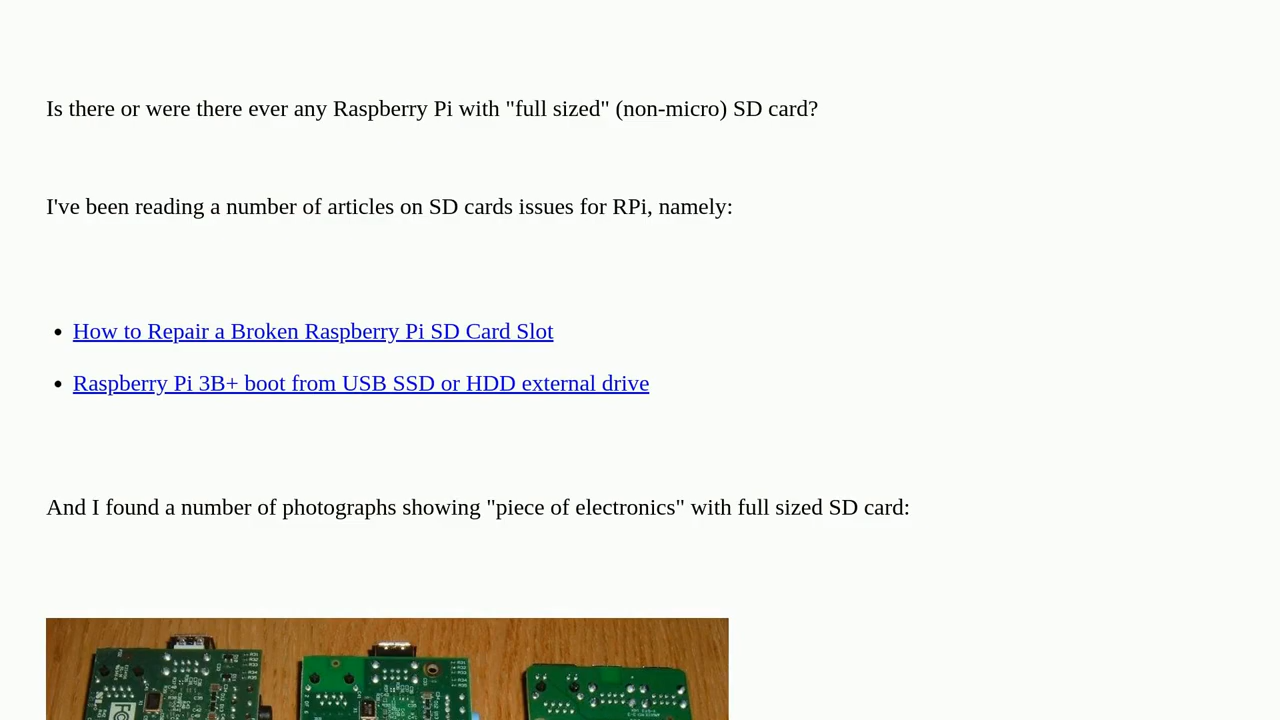 Is there or were there ever any Raspberry Pi with "full sized" (non-micro) SD card?
I've been reading a number of articles on SD cards issues for RPi, namely:
How to Repair a Broken Raspberry Pi SD Card Slot
Raspberry Pi 3B+ boot from USB SSD or HDD external drive
And I found a number of photographs showing "piece of electronics" with full sized SD card: